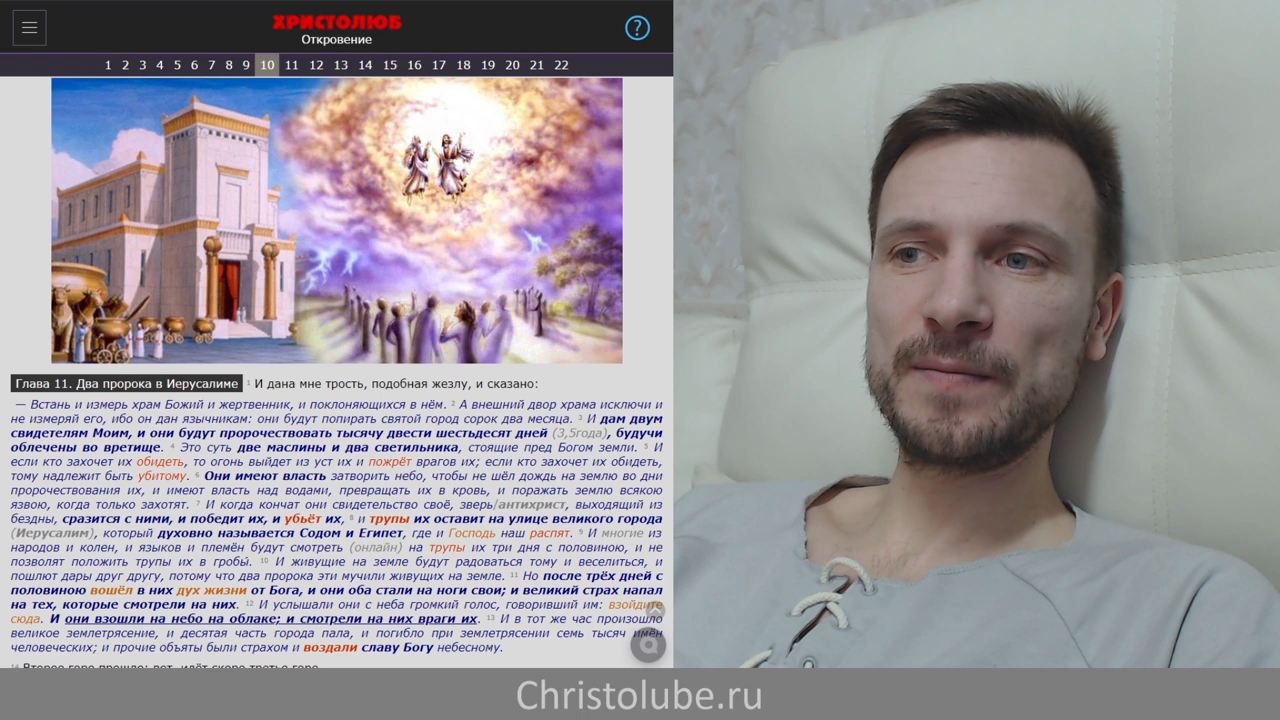 ХРИСТОЛЮБ
Откровение
1 2 3 4 5 6 7 8 9 10 11 12 13 14 15 16 17 18 19 20 21 22
Глава 11. Два пророка в Иерусалиме 1 И дана мне трость, подобная жезлу, и сказано:
— Встань и измерь храм Божий и жертвенник, и поклоняющихся в нём. 2 А внешний двор храма исключи и
не измеряй его, ибо он дан язычникам: они будут попирать святой город сорок два месяца. 3 И дам двум
свидетелям Моим, и они будут пророчествовать тысячу двести шестьдесят дней (3,5года), будучи
облечены во вретище. 4 Это суть две маслины и два светильника, стоящие пред Богом земли. 5 И
если кто захочет их обидеть, то огонь выйдет из уст их и пожрёт врагов их; если кто захочет их обидеть,
тому надлежит быть убитому. 6 Они имеют власть затворить небо, чтобы не шёл дождь на землю во дни
пророчествования их, и имеют власть над водами, превращать их в кровь, и поражать землю всякою
язвою, когда только захотят. 7 И когда кончат они свидетельство своё, зверь/антихрист, выходящий из
бездны, сразится с ними, и победит их, и убьёт их, 8 и трупы их оставит на улице великого города
(Иерусалим), который духовно называется Содом и Египет, где и Господь наш распят. 9 И многие из
народов и колен, и языков и племён будут смотреть (онлайн) на трупы их три дня с половиною, и не
позволят положить трупы их в гробы́. 10 И живущие на земле будут радоваться тому и веселиться, и
пошлют дары друг другу, потому что два пророка эти мучили живущих на земле. 11 Но после трёх дней с
половиною вошёл в них дух жизни от Бога, и они оба стали на ноги свои; и великий страх напал
на тех, которые смотрели на них. 12 И услышали они с неба громкий голос, говоривший им: взойдите
сюда. И они взошли на небо на облаке; и смотрели на них враги их. 13 И в тот же час произошло
великое землетрясение, и десятая часть города пала, и погибло при землетрясении семь тысяч имён
человеческих; и прочие объяты были страхом и воздали славу Богу небесному.
14 Второе горе прошло; вот, идёт скоро третье горе.
Christolube.ru